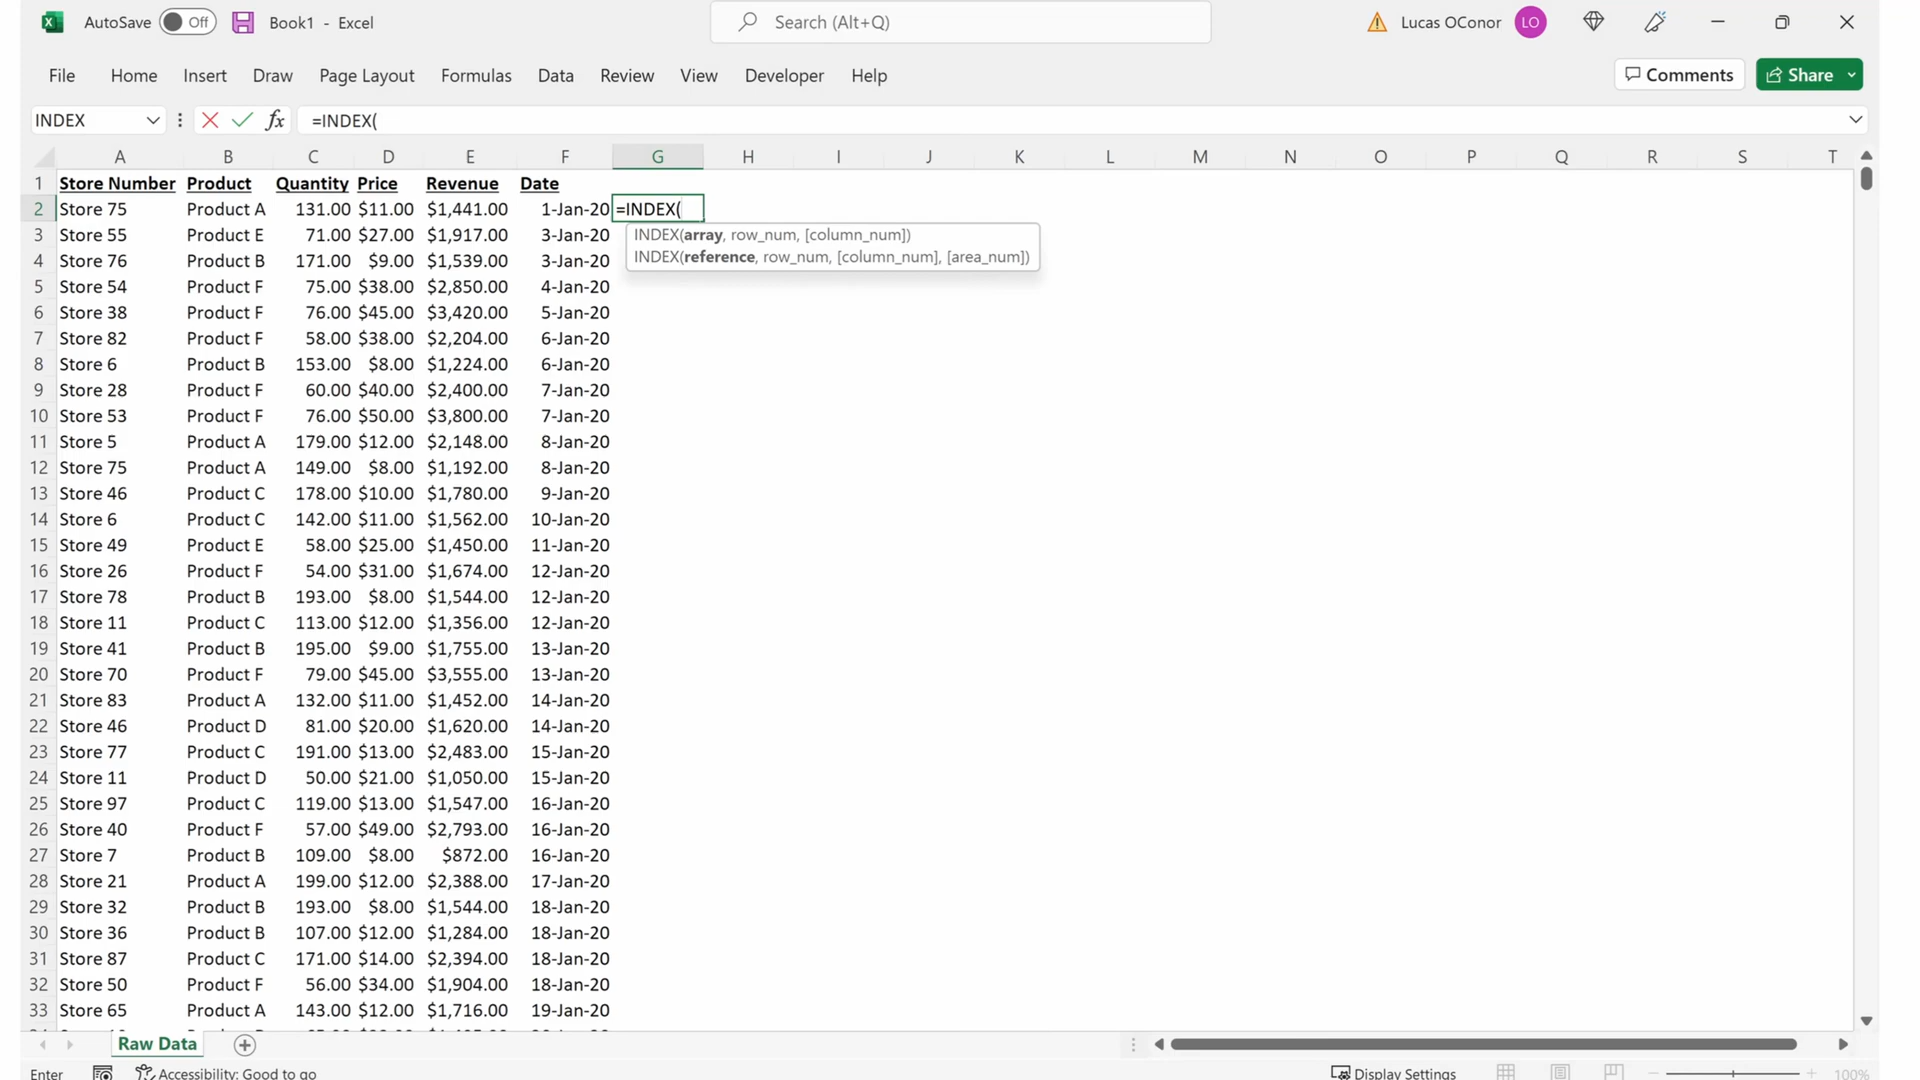 AutoSave Off Book1 - Excel Search (Alt+Q) Lucas OConor LO
File Home Insert Draw Page Layout Formulas Data Review View Developer Help Comments Share
INDEX fx =INDEX(
A B C D E F G H I J K L M N O P Q R S T
1 Store Number Product Quantity Price Revenue Date
2 Store 75 Product A 131.00 $11.00 $1,441.00 1-Jan-20 =INDEX(
3 Store 55 Product E 71.00 $27.00 $1,917.00 3-Jan-20 INDEX(array, row_num, [column_num])
4 Store 76 Product B 171.00 $9.00 $1,539.00 3-Jan-20 INDEX(reference, row_num, [column_num], [area_num])
5 Store 54 Product F 75.00 $38.00 $2,850.00 4-Jan-20
6 Store 38 Product F 76.00 $45.00 $3,420.00 5-Jan-20
7 Store 82 Product F 58.00 $38.00 $2,204.00 6-Jan-20
8 Store 6 Product B 153.00 $8.00 $1,224.00 6-Jan-20
9 Store 28 Product F 60.00 $40.00 $2,400.00 7-Jan-20
10 Store 53 Product F 76.00 $50.00 $3,800.00 7-Jan-20
11 Store 5 Product A 179.00 $12.00 $2,148.00 8-Jan-20
12 Store 75 Product A 149.00 $8.00 $1,192.00 8-Jan-20
13 Store 46 Product C 178.00 $10.00 $1,780.00 9-Jan-20
14 Store 6 Product C 142.00 $11.00 $1,562.00 10-Jan-20
15 Store 49 Product E 58.00 $25.00 $1,450.00 11-Jan-20
16 Store 26 Product F 54.00 $31.00 $1,674.00 12-Jan-20
17 Store 78 Product B 193.00 $8.00 $1,544.00 12-Jan-20
18 Store 11 Product C 113.00 $12.00 $1,356.00 12-Jan-20
19 Store 41 Product B 195.00 $9.00 $1,755.00 13-Jan-20
20 Store 70 Product F 79.00 $45.00 $3,555.00 13-Jan-20
21 Store 83 Product A 132.00 $11.00 $1,452.00 14-Jan-20
22 Store 46 Product D 81.00 $20.00 $1,620.00 14-Jan-20
23 Store 77 Product C 191.00 $13.00 $2,483.00 15-Jan-20
24 Store 11 Product D 50.00 $21.00 $1,050.00 15-Jan-20
25 Store 97 Product C 119.00 $13.00 $1,547.00 16-Jan-20
26 Store 40 Product F 57.00 $49.00 $2,793.00 16-Jan-20
27 Store 7 Product B 109.00 $8.00 $872.00 16-Jan-20
28 Store 21 Product A 199.00 $12.00 $2,388.00 17-Jan-20
29 Store 32 Product B 193.00 $8.00 $1,544.00 18-Jan-20
30 Store 36 Product B 107.00 $12.00 $1,284.00 18-Jan-20
31 Store 87 Product C 171.00 $14.00 $2,394.00 18-Jan-20
32 Store 50 Product F 56.00 $34.00 $1,904.00 18-Jan-20
33 Store 65 Product A 143.00 $12.00 $1,716.00 19-Jan-20
Raw Data
Enter Accessibility: Good to go Display Settings 100%